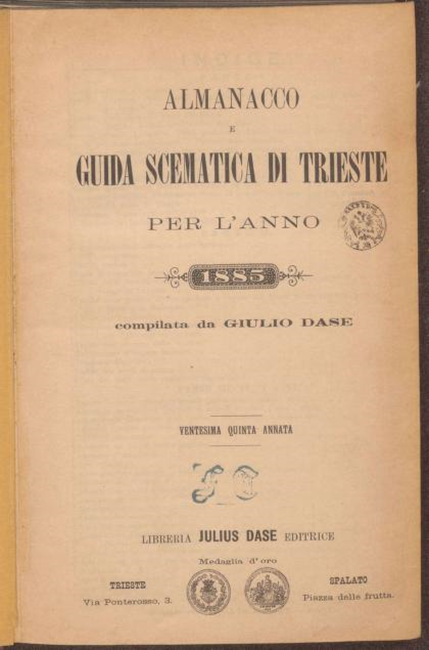 ALMANACCO
E
GUIDA SCEMATICA DI TRIESTE
PER L'ANNO
1885
compilata da GIULIO DASE
VENTESIMA QUINTA ANNATA
LIBRERIA JULIUS DASE EDITRICE
Medaglia d'oro
TRIESTE
Via Ponterosso, 3.
SPALATO
Piazza delle frutta.